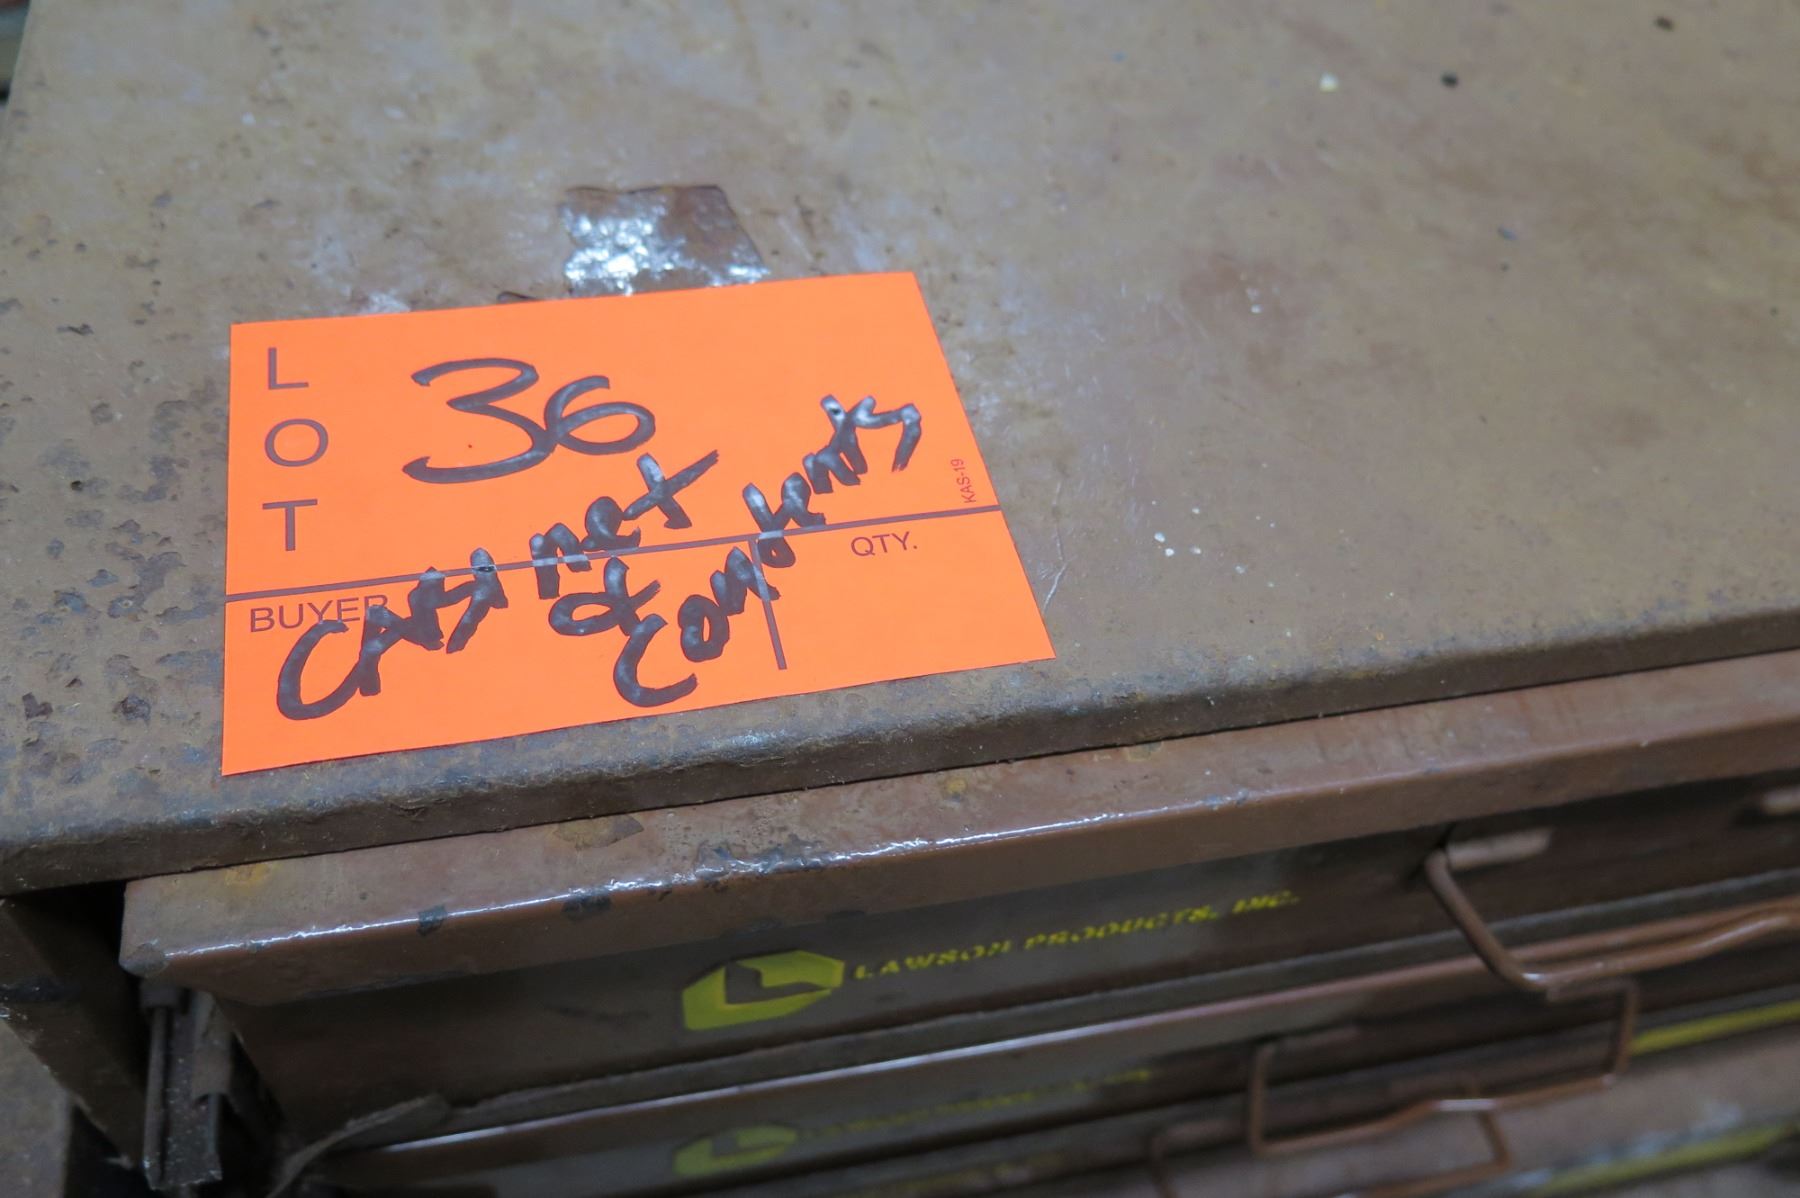 LOT
36
KAS-19
Cabinet
&
Contents
BUYER
QTY.
LAWSON PRODUCTS, INC.